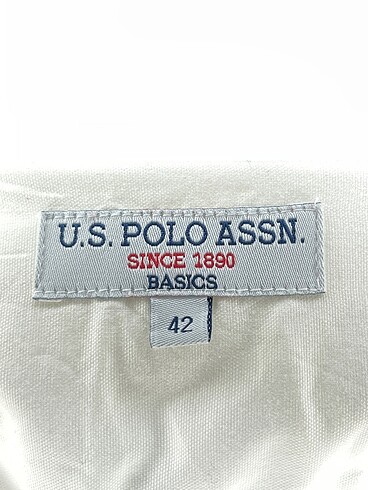 U.S. POLO ASSN.
SINCE 1890
BASICS
42